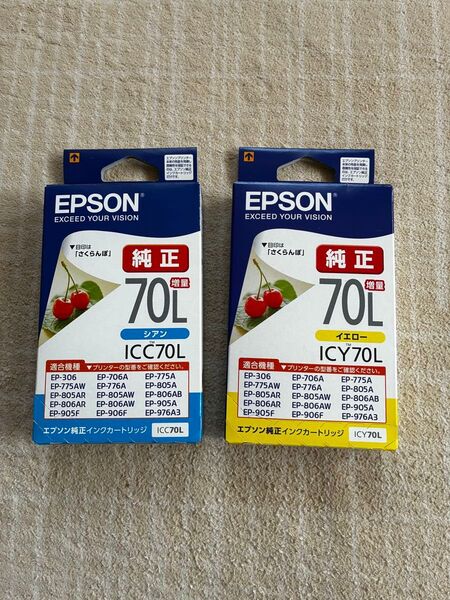 EPSON
EXCEED YOUR VISION
▼目印は
「さくらんぼ」
純正
70L
増量
シアン
ICC70L
適合機種
▼プリンターの型番をご確認ください。
EP-306 EP-706A EP-775A
EP-775AW EP-776A EP-805A
EP-805AR EP-805AW EP-806AB
EP-806AR EP-806AW EP-905A
EP-905F EP-906F EP-976A3
エプソン純正インクカートリッジ ICC70L
EPSON
EXCEED YOUR VISION
▼目印は
「さくらんぼ」
純正
70L
増量
イエロー
ICY70L
適合機種
▼プリンターの型番をご確認ください。
EP-306 EP-706A EP-775A
EP-775AW EP-776A EP-805A
EP-805AR EP-805AW EP-806AB
EP-806AR EP-806AW EP-905A
EP-905F EP-906F EP-976A3
エプソン純正インクカートリッジ ICY70L